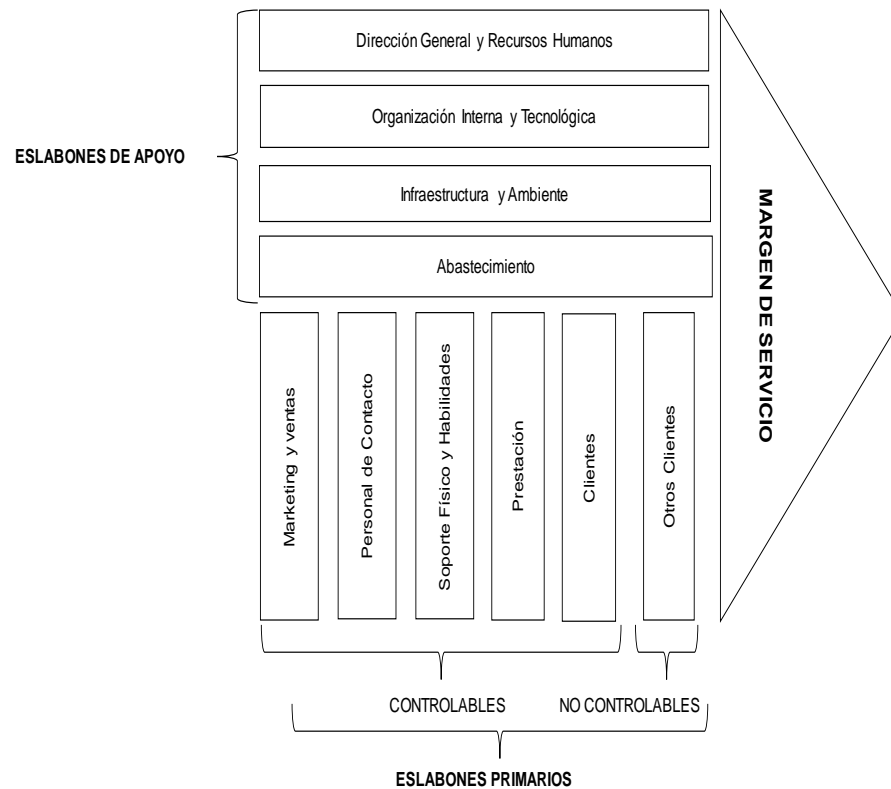 Dirección General y Recursos Humanos
Organización Interna y Tecnológica
ESLABONES DE APOYO
Infraestructura y Ambiente
Abastecimiento
MARGEN DE SERVICIO
Marketing y ventas
Personal de Contacto
Soporte Físico y Habilidades
Prestación
Clientes
Otros Clientes
CONTROLABLES
NO CONTROLABLES
ESLABONES PRIMARIOS